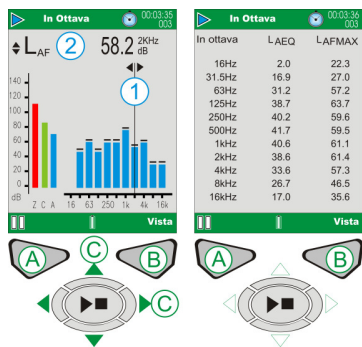 In Ottava 00:03:35
003
LAF 2 58.2 2KHz
dB
140
120
100
80
60
40
20
0
dB
1
Z C A 16 63 250 1k 4k 16k
Vista
A C B
C
In Ottava 00:03:36
003
In ottava LAEQ LAFMAX
16Hz 2.0 22.3
31.5Hz 16.9 27.0
63Hz 31.2 57.2
125Hz 38.7 63.7
250Hz 40.2 59.6
500Hz 41.7 59.5
1kHz 40.6 61.1
2kHz 38.6 61.4
4kHz 33.6 57.3
8kHz 26.7 46.5
16kHz 17.0 35.6
Vista
A B